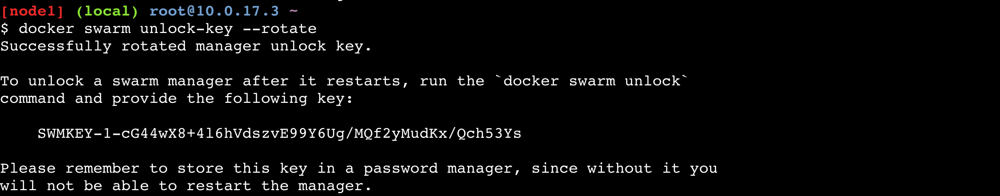 [node1] (local) root@10.0.17.3 ~
$ docker swarm unlock-key --rotate
Successfully rotated manager unlock key.
To unlock a swarm manager after it restarts, run the `docker swarm unlock`
command and provide the following key:
SWMKEY-1-cG44wX8+4l6hVdszvE99Y6Ug/MQf2yMudKx/Qch53Ys
Please remember to store this key in a password manager, since without it you
will not be able to restart the manager.